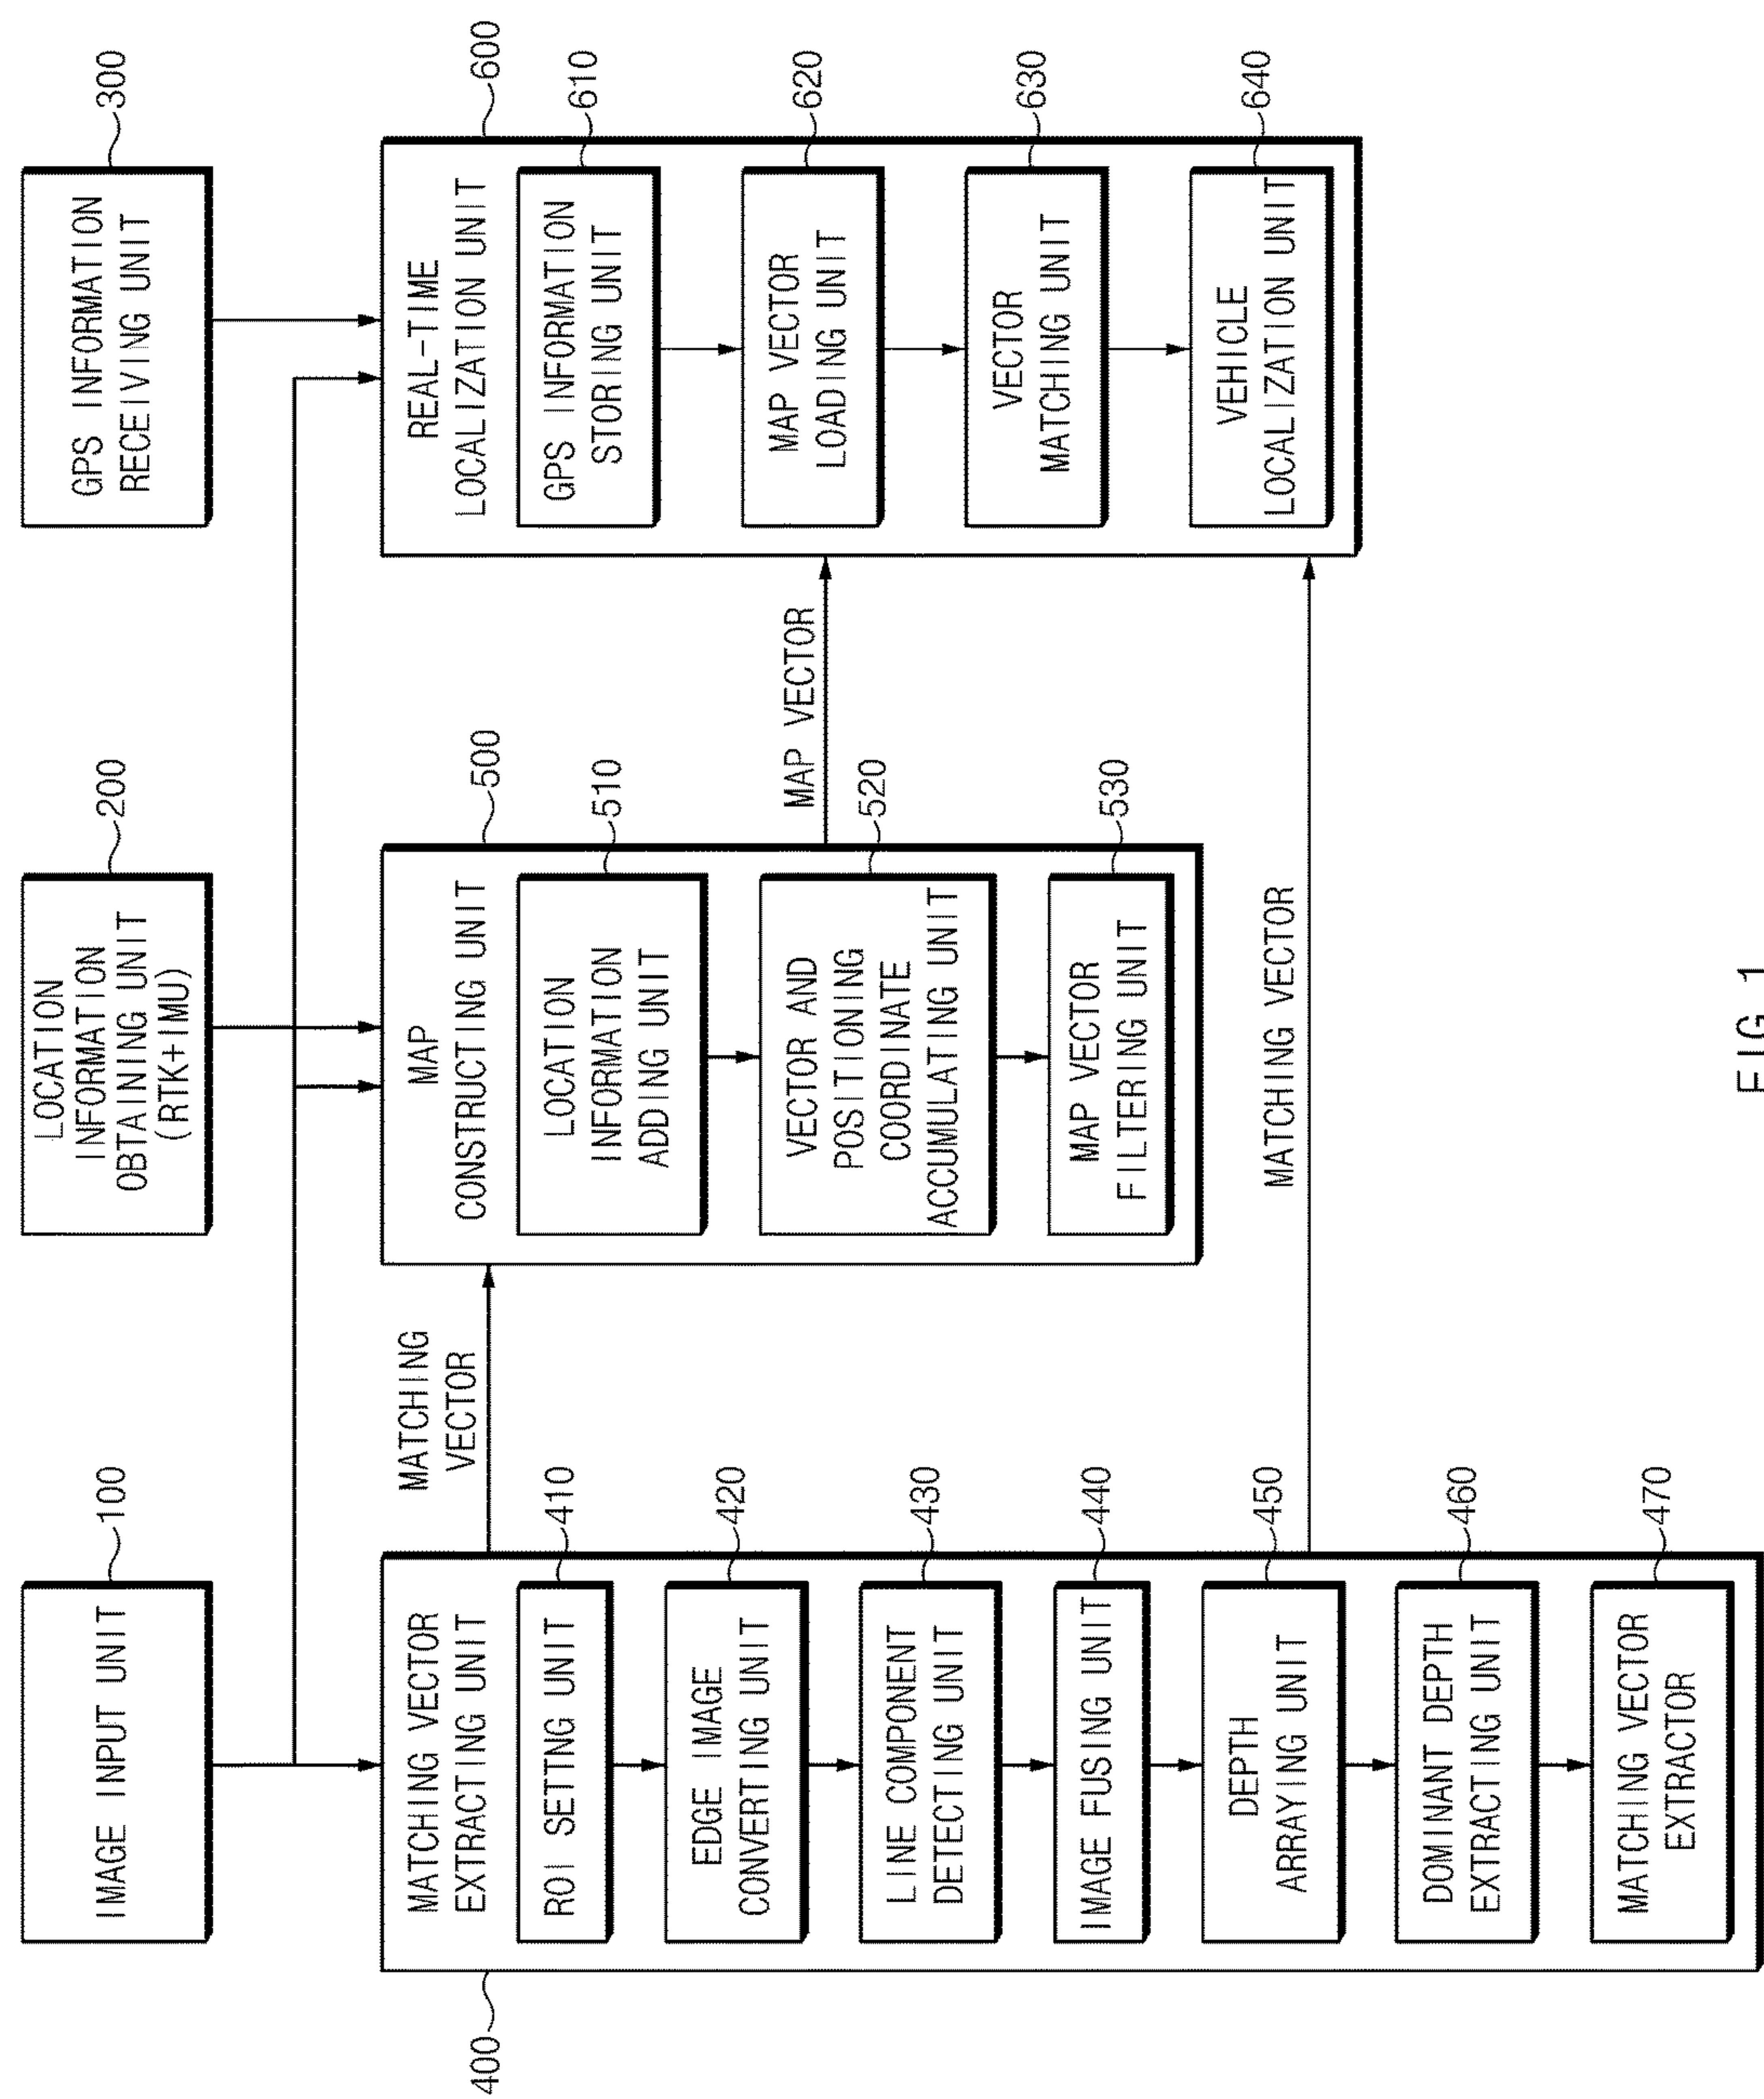 100
IMAGE INPUT UNIT
200
LOCATION
INFORMATION
OBTAINING UNIT
(RTK+IMU)
300
GPS INFORMATION
RECEIVING UNIT
400
MATCHING VECTOR
EXTRACTING UNIT
410
ROI SETTNG UNIT
420
EDGE IMAGE
CONVERTING UNIT
430
LINE COMPONENT
DETECTING UNIT
440
IMAGE FUSING UNIT
450
DEPTH
ARRAYING UNIT
460
DOMINANT DEPTH
EXTRACTING UNIT
470
MATCHING VECTOR
EXTRACTOR
MATCHING
VECTOR
500
MAP
CONSTRUCTING UNIT
510
LOCATION
INFORMATION
ADDING UNIT
520
VECTOR AND
POSITIONING
COORDINATE
ACCUMULATING UNIT
530
MAP VECTOR
FILTERING UNIT
MAP VECTOR
MATCHING VECTOR
600
REAL-TIME
LOCALIZATION UNIT
610
GPS INFORMATION
STORING UNIT
620
MAP VECTOR
LOADING UNIT
630
VECTOR
MATCHING UNIT
640
VEHICLE
LOCALIZATION UNIT
FIG.1